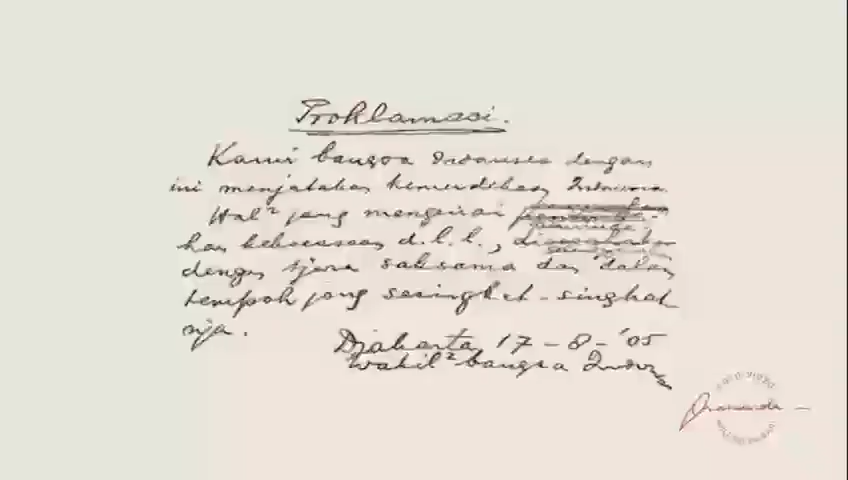 Proklamasi.
Kami bangsa Indonesia dengan
ini menjatakan kemerdekaan Indonesia.
Hal² jang mengenai
kan kekoeasaan d.l.l.,
dengan tjara saksama dan dalam
tempoh jang sesingkat-singkat
nja.
Djakarta 17-8-'05
Wakil² bangsa Indonesia